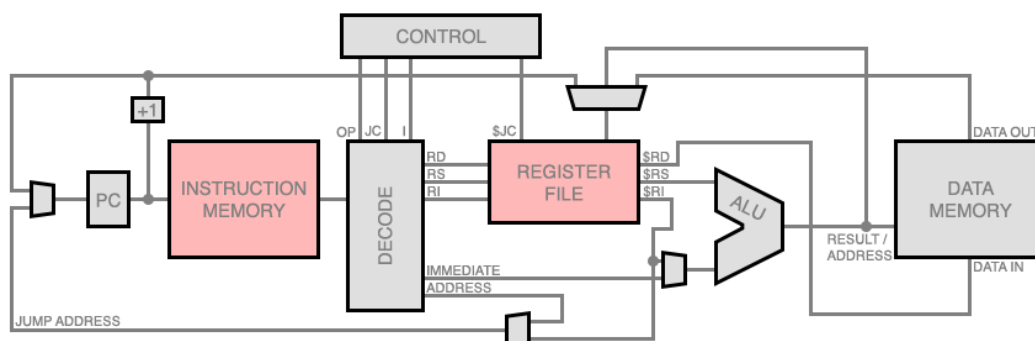 CONTROL
+1
OP
JC
I
$JC
PC
INSTRUCTION
MEMORY
DECODE
RD
RS
RI
REGISTER
FILE
$RD
$RS
$RI
ALU
DATA OUT
DATA
MEMORY
RESULT /
ADDRESS
DATA IN
IMMEDIATE
ADDRESS
JUMP ADDRESS